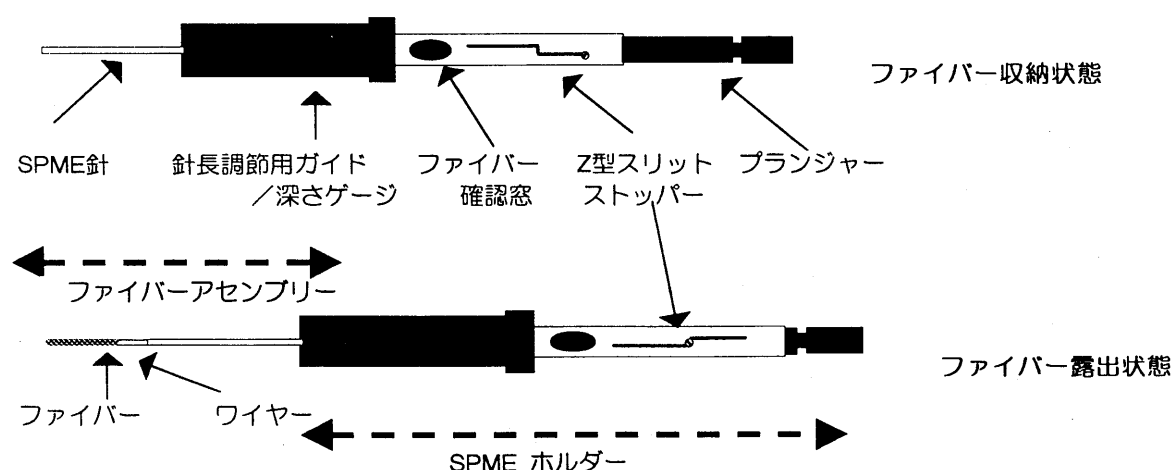 ファイバー収納状態
SPME針
針長調節用ガイド
/深さゲージ
ファイバー
確認窓
Z型スリット
ストッパー
プランジャー
ファイバーアセンブリー
ファイバー露出状態
ファイバー
ワイヤー
SPME ホルダー